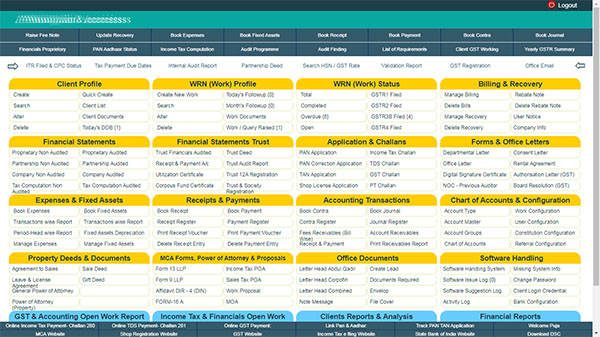 Logout
Raise Fee Note Update Recovery Book Expenses Book Fixed Assets Book Receipt Book Payment Book Contra Book Journal
Financials Proprietory PAN Aadhaar Status Income Tax Computation Audit Programme Audit Finding List of Requirements Client GST Working Yearly GSTR Summary
ITR Filed & CPC Status Tax Payment Due Dates Internal Audit Report Partnership Deed Search HSN / GST Rate Validation Report GST Registration Office Email
Client Profile WRN (Work) Profile WRN (Work) Status Billing & Recovery
Create Quick Create Create New Work Today's Followup [0] Total GSTR1 Filed Manage Billing Rebate Note
Search Client List Search Month's Followup [0] Completed GSTR2 Filed Delete Bills Delete Rebate Note
Alter Client Documents Alter Work Documents Overdue (6) GSTR3B Filed (4) Manage Recovery User Notice
Delete Today's DOB (1) Delete Work / Query Raised [1] Open GSTR4 Filed Delete Recovery Company Info
Financial Statements Financial Statements Trust Application & Challans Forms & Office Letters
Proprietary Non Audited Proprietary Audited Trust Financials Audited Trust Deed PAN Application Income Tax Challan Departmental Letter Consent Letter
Partnership Non Audited Partnership Audited Receipt & Payment A/c Trust Audit Report PAN Correction Application TDS Challan Office Letter Rental Agreement
Company Non Audited Company Audited Utilization Certificate Trust 12A Registration TAN Application GST Challan Digital Signature Certificate Authorisation Letter (GST)
Tax Computation Non Audited Tax Computation Audited Corpus Fund Certificate Trust & Society Registration Shop License Application PT Challan NOC - Previous Auditor Board Resolution (GST)
Expenses & Fixed Assets Receipts & Payments Accounting Transactions Chart of Accounts & Configuration
Book Expenses Book Fixed Assets Book Receipt Book Payment Book Contra Book Journal Account Type Work Configuration
Transactions wise Report Transactions wise Report Receipt Register Payment Register Contra Register Journal Register Account Master User Configuration
Period-Head wise Report Fixed Assets Depreciation Print Receipt Voucher Print Payment Voucher Fees Receivables (Bill Wise) Account Receivables Account Groups Constitution Configuration
Manage Expenses Manage Fixed Assets Delete Receipt Entry Delete Payment Entry Receipt & Payment Print Receivables Report Chart of Accounts Referral Configuration
Property Deeds & Documents MCA Forms, Power of Attorney & Proposals Office Documents Software Handling
Agreement to Sales Sale Deed Form 13 LLP Income Tax POA Letter Head Abdul Qadir Create Lead Software Handling System Missing System Info
Leave & License Agreement Gift Deed Form 9 LLP Sales Tax POA Letter Head Corpofin Documents Required Software Issue Log [0] Change Password
General Power of Attorney Affidavit DIR - 4 (DIN) Work Proposal Letter Head Combined Envelop Software Suggestion Log Client Login Credential
Power of Attorney (Property) FORM-16 A MOA Note Message File Cover Activity Log Bank Configuration
GST & Accounting Open Work Report Income Tax & Financials Open Work Clients Reports & Analysis Financial Reports
Online Income Tax Payment- Challan 280 Online TDS Payment- Challan 281 Online GST Payment: Link Pan & Aadhar: Track PAN TAN Application Welcome Puja
MCA Website Shop Registration Website GST Website Income Tax e filing Website State Bank of India Website Download DSC